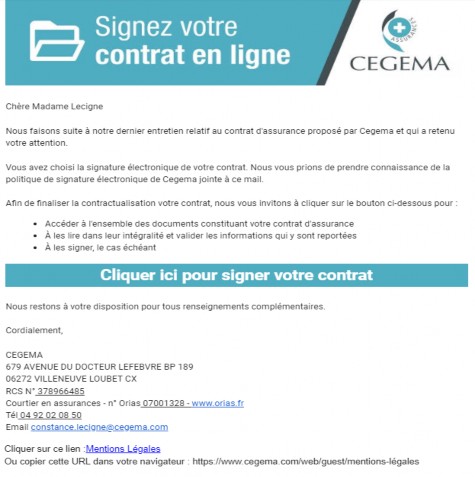 Signez votre
contrat en ligne
ASSURANCES
CEGEMA
Chère Madame Lecigne
Nous faisons suite à notre dernier entretien relatif au contrat d'assurance proposé par Cegema et qui a retenu
votre attention.
Vous avez choisi la signature électronique de votre contrat. Nous vous prions de prendre connaissance de la
politique de signature électronique de Cegema jointe à ce mail.
Afin de finaliser la contractualisation votre contrat, nous vous invitons à cliquer sur le bouton ci-dessous pour :
• Accéder à l'ensemble des documents constituant votre contrat d'assurance
• À les lire dans leur intégralité et valider les informations qui y sont reportées
• À les signer, le cas échéant
Cliquer ici pour signer votre contrat
Nous restons à votre disposition pour tous renseignements complémentaires.
Cordialement,
CEGEMA
679 AVENUE DU DOCTEUR LEFEBVRE BP 189
06272 VILLENEUVE LOUBET CX
RCS N° 378966485
Courtier en assurances - n° Orias 07001328 - www.orias.fr
Tél 04 92 02 08 50
Email constance.lecigne@cegema.com
Cliquer sur ce lien :Mentions Légales
Ou copier cette URL dans votre navigateur : https://www.cegema.com/web/guest/mentions-légales